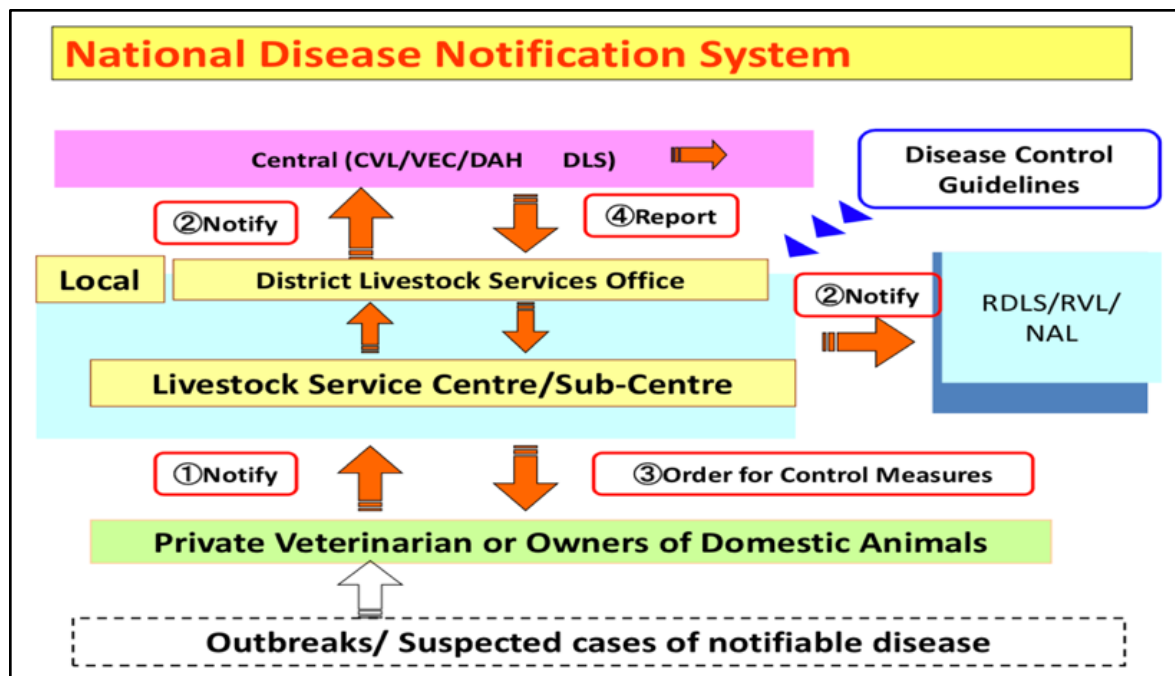 National Disease Notification System
Central (CVL/VEC/DAH DLS)
Disease Control
Guidelines
②Notify
④Report
Local
District Livestock Services Office
②Notify
RDLS/RVL/
NAL
Livestock Service Centre/Sub-Centre
①Notify
③Order for Control Measures
Private Veterinarian or Owners of Domestic Animals
Outbreaks/ Suspected cases of notifiable disease